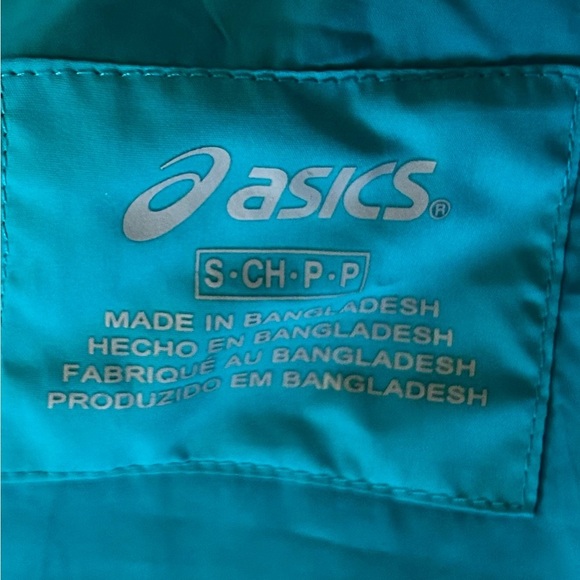 asics®
S·CH·P·P
MADE IN BANGLADESH
HECHO EN BANGLADESH
FABRIQUÉ AU BANGLADESH
PRODUZIDO EM BANGLADESH